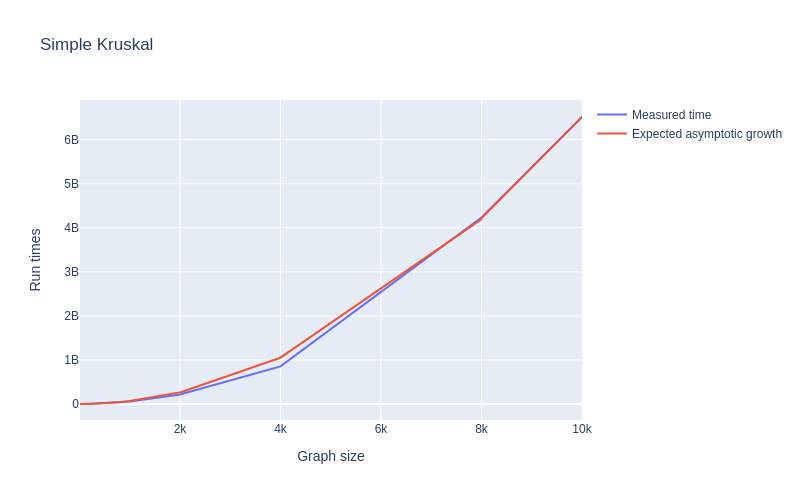 Simple Kruskal
Measured time
Expected asymptotic growth
6B
5B
4B
3B
2B
1B
0
Run times
2k
4k
6k
8k
10k
Graph size